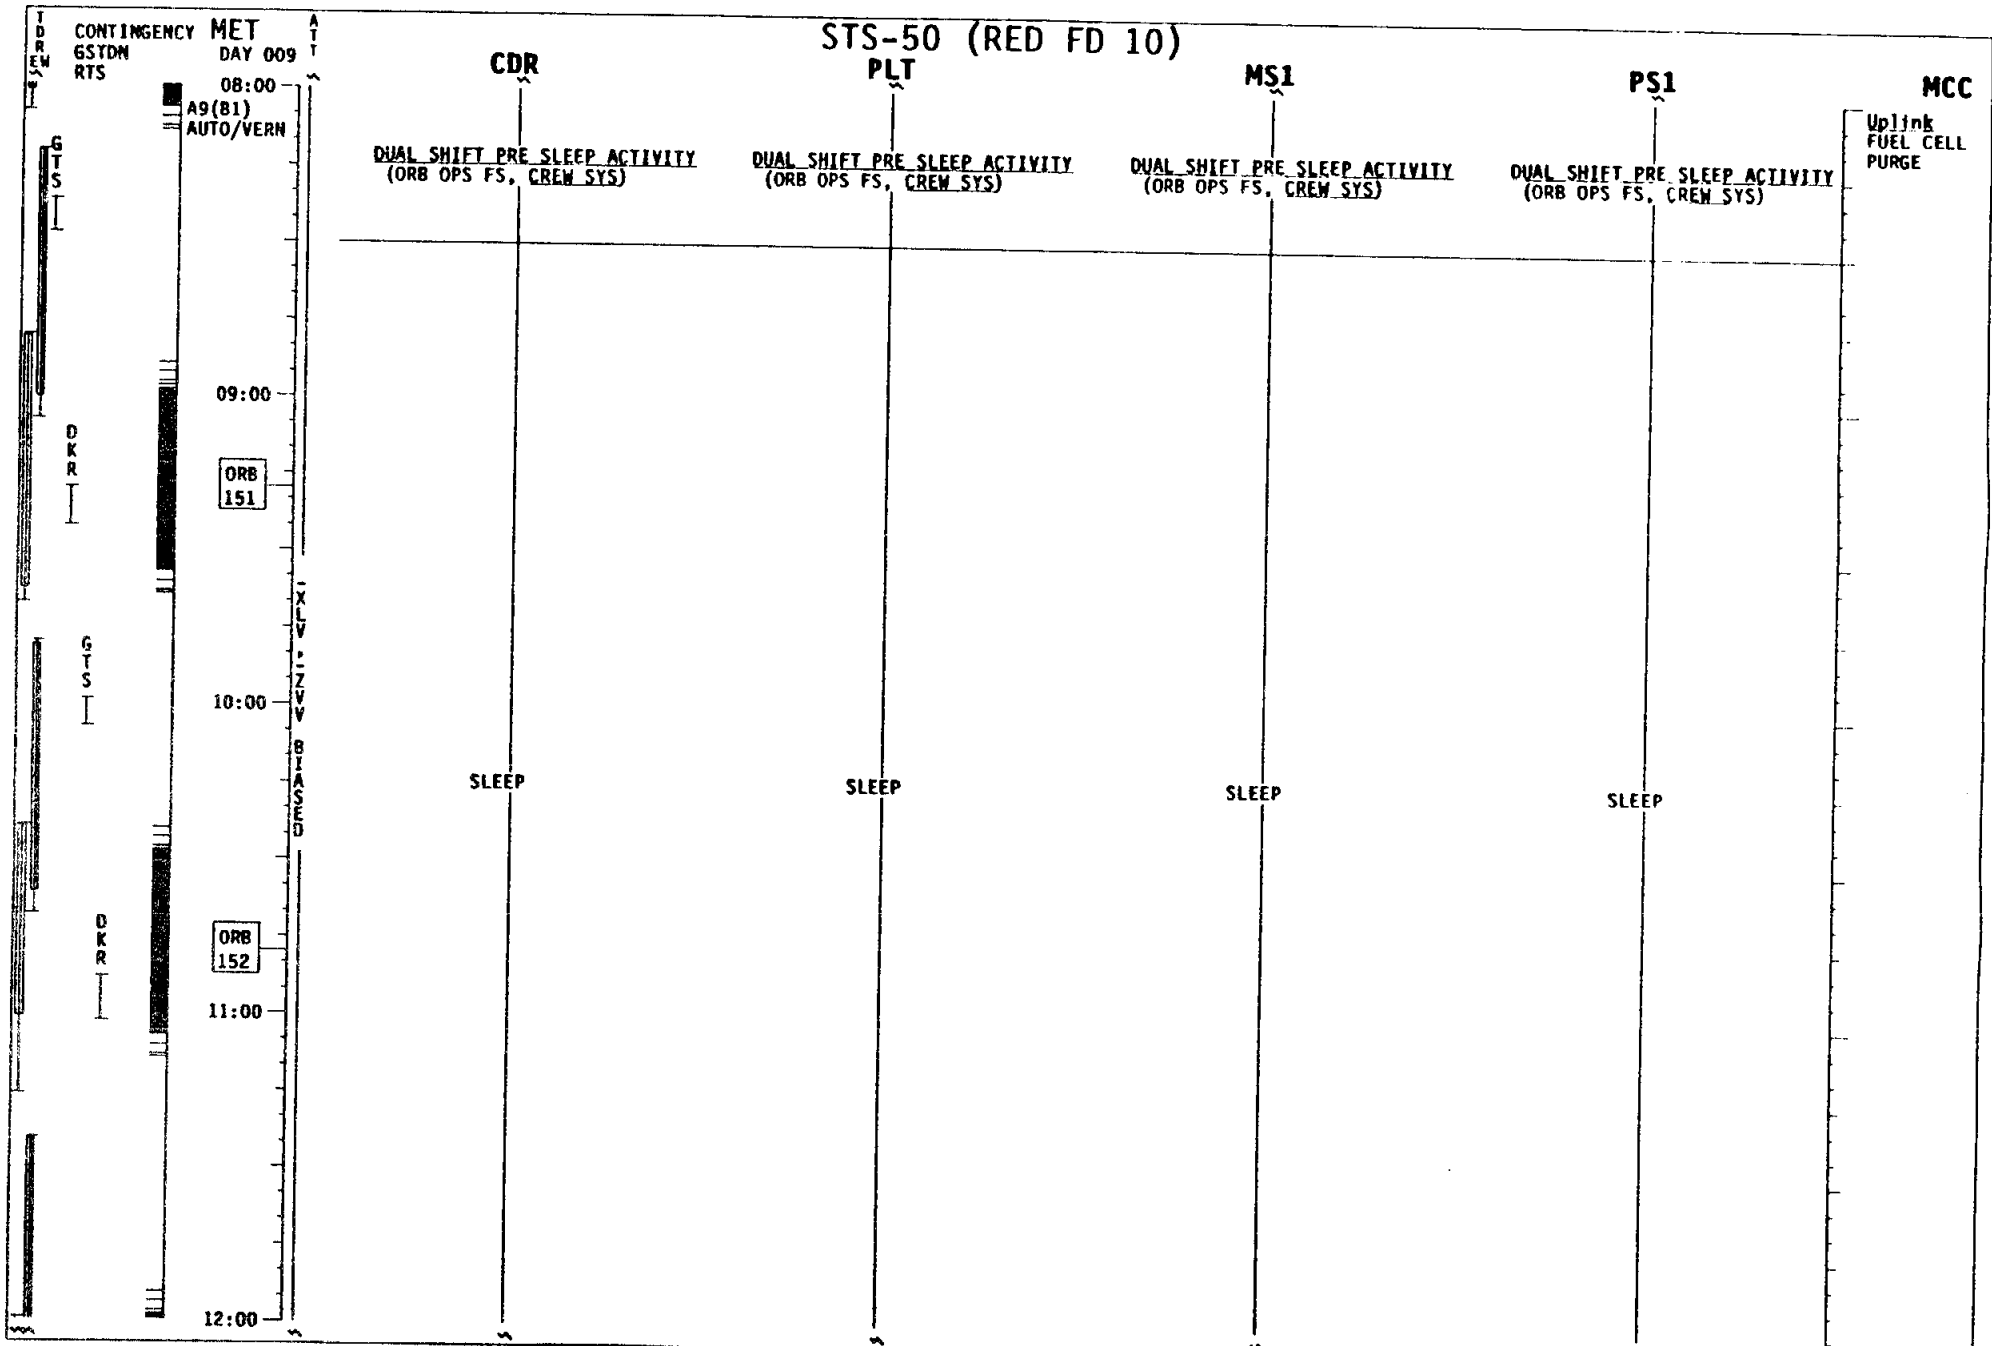 STS-50 (RED FD 10)
TDRE W
CONTINGENCY
GSTDN
RTS
MET
DAY 009
ATT
CDR
PLT
MS1
PS1
MCC
08:00
A9(B1)
AUTO/VERN
GTS
DUAL SHIFT PRE SLEEP ACTIVITY
(ORB OPS FS, CREW SYS)
DUAL SHIFT PRE SLEEP ACTIVITY
(ORB OPS FS, CREW SYS)
DUAL SHIFT PRE SLEEP ACTIVITY
(ORB OPS FS, CREW SYS)
DUAL SHIFT PRE SLEEP ACTIVITY
(ORB OPS FS, CREW SYS)
Uplink
FUEL CELL
PURGE
09:00
DKR
ORB
151
-XLV
-ZVV
BIASED
GTS
10:00
SLEEP
SLEEP
SLEEP
SLEEP
DKR
ORB
152
11:00
12:00